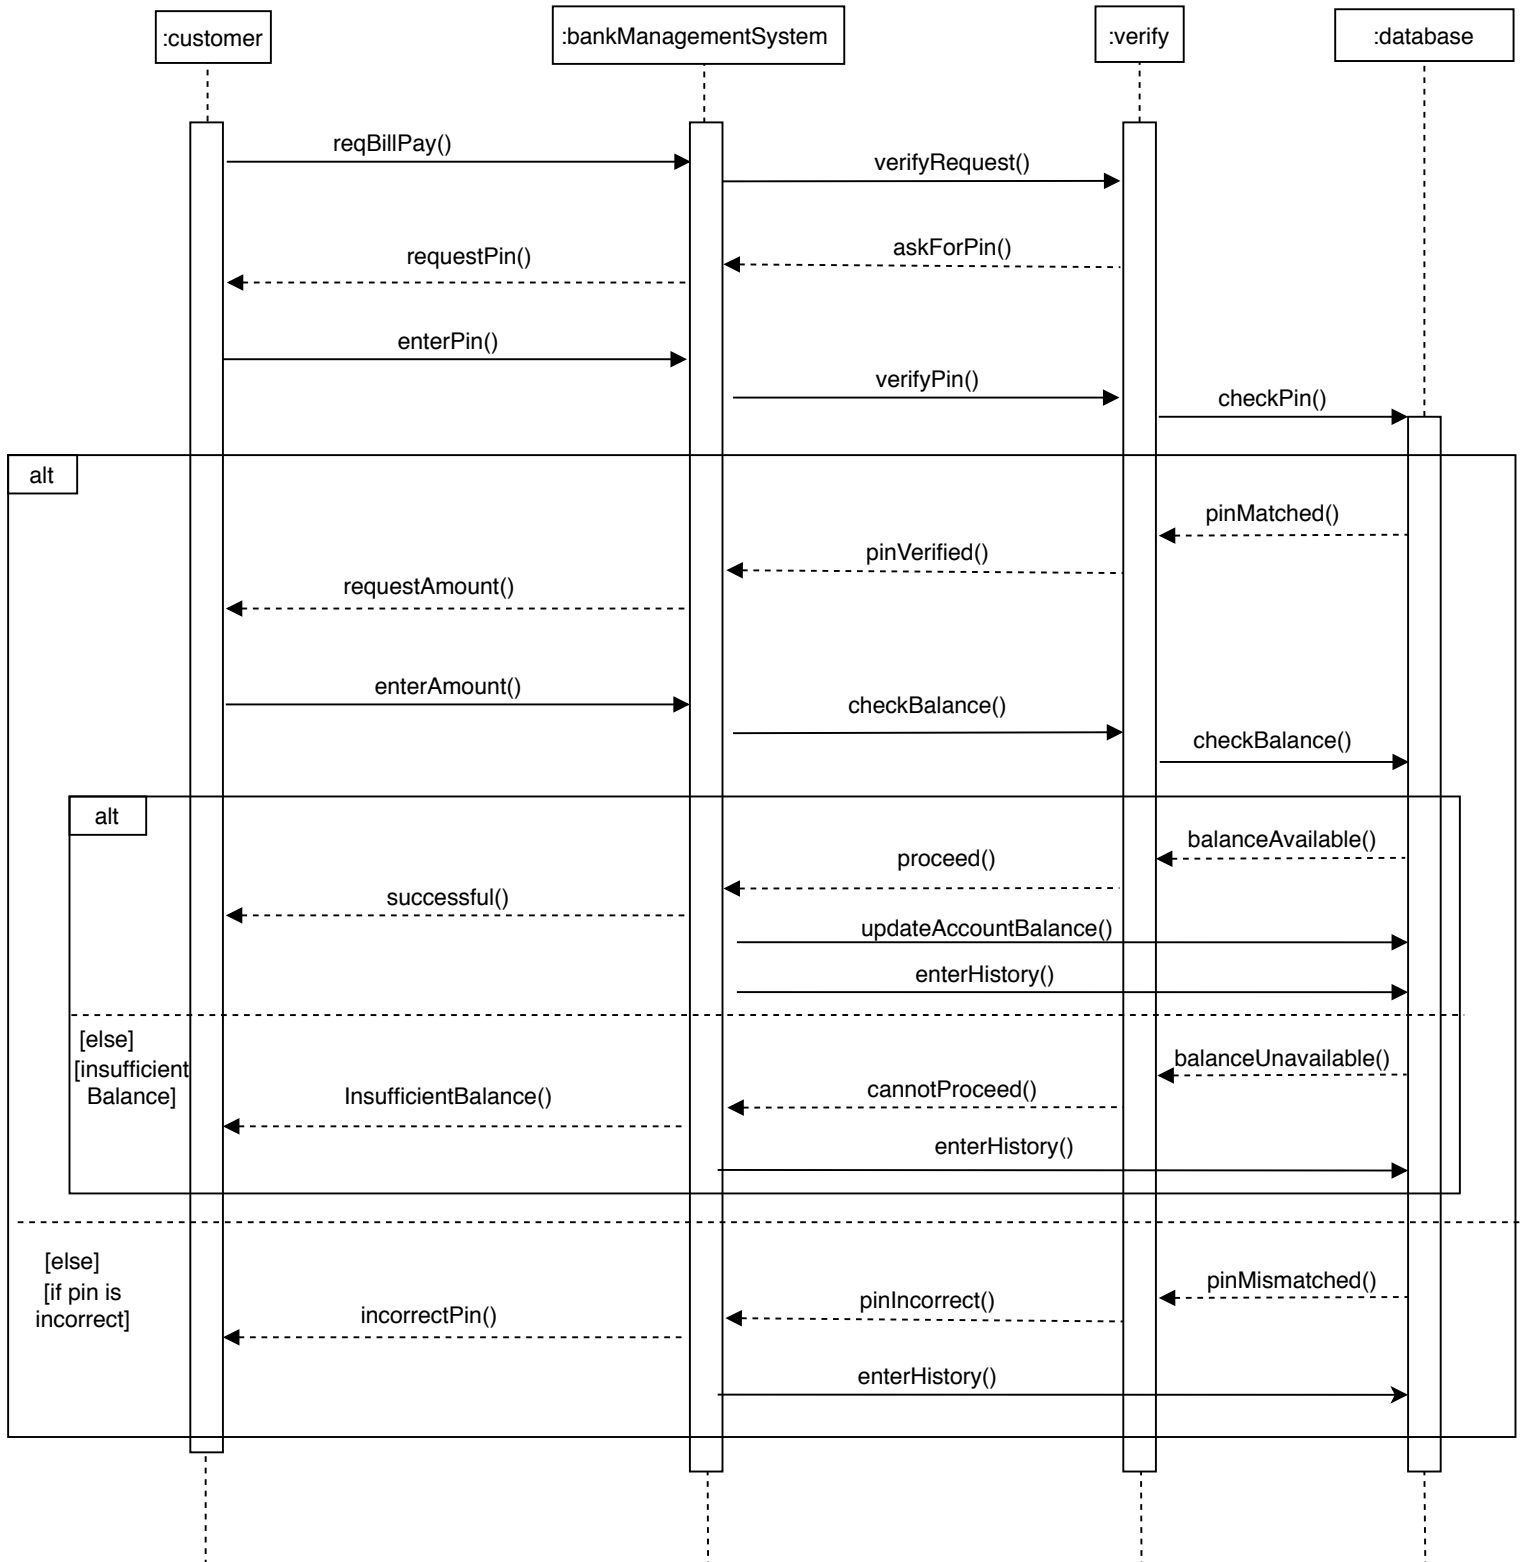 :customer
:bankManagementSystem
:verify
:database
reqBillPay()
verifyRequest()
askForPin()
requestPin()
enterPin()
verifyPin()
checkPin()
alt
pinMatched()
pinVerified()
requestAmount()
enterAmount()
checkBalance()
checkBalance()
alt
balanceAvailable()
proceed()
successful()
updateAccountBalance()
enterHistory()
[else]
[insufficient
Balance]
balanceUnavailable()
cannotProceed()
InsufficientBalance()
enterHistory()
[else]
[if pin is
incorrect]
pinMismatched()
pinIncorrect()
incorrectPin()
enterHistory()